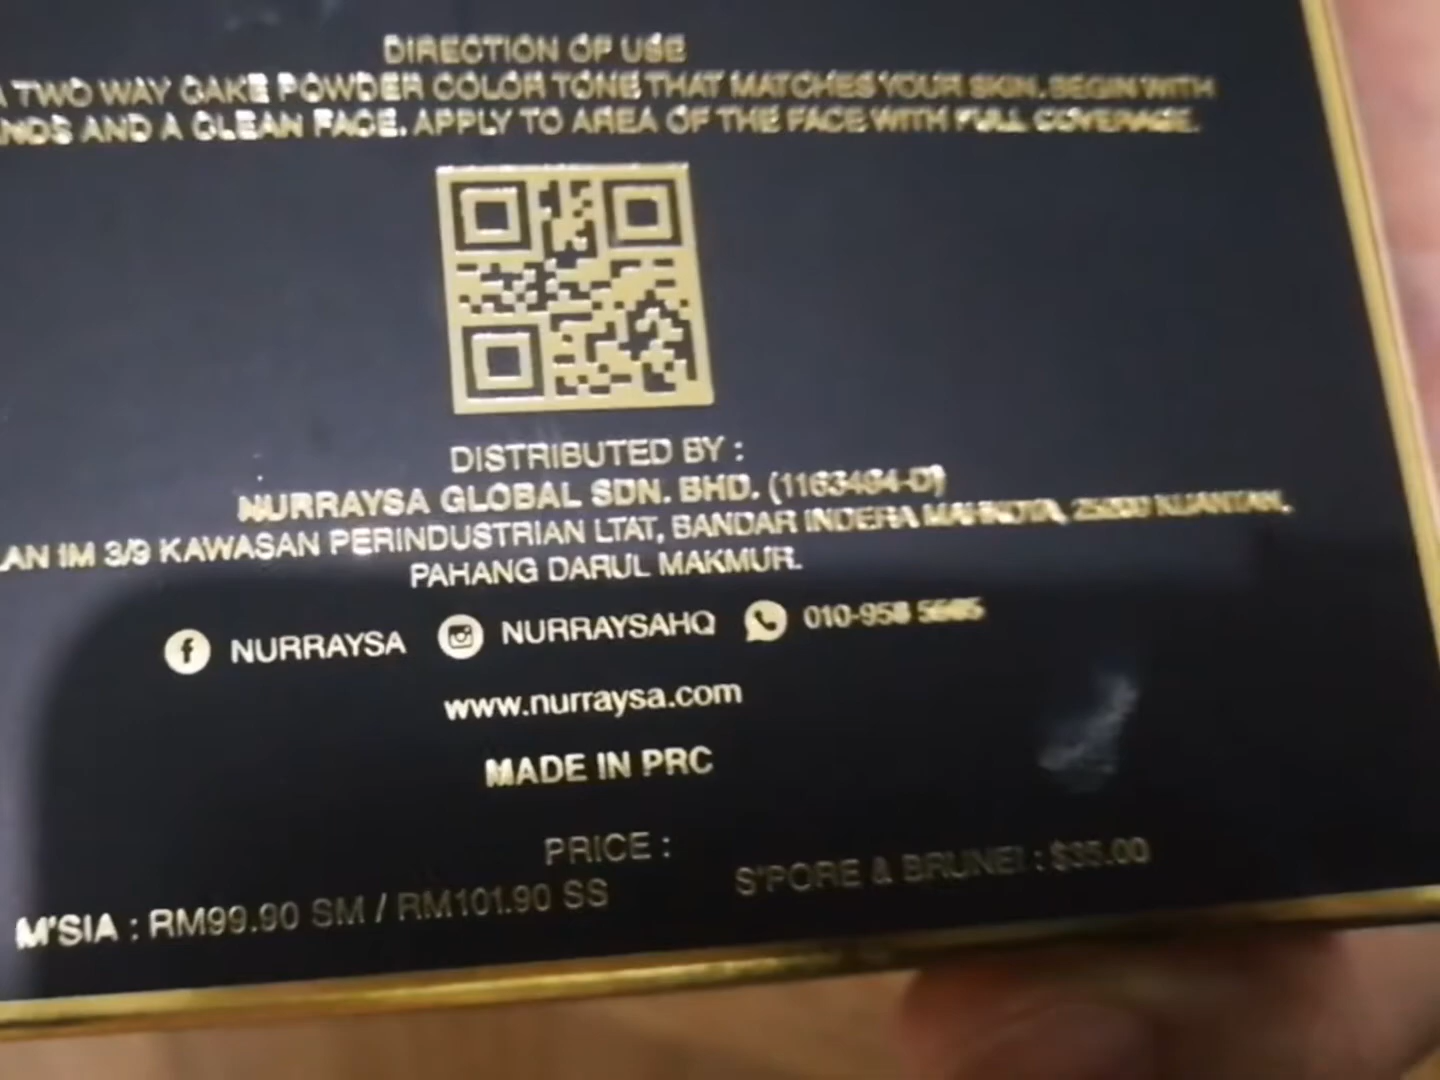 DIRECTION OF USE
A TWO WAY CAKE POWDER COLOR TONE THAT MATCHES YOUR SKIN. BEGIN WITH
NDS AND A CLEAN FACE. APPLY TO AREA OF THE FACE WITH FULL COVERAGE.
DISTRIBUTED BY :
NURRAYSA GLOBAL SDN. BHD.
LAN IM 3/9 KAWASAN PERINDUSTRIAN LTAT, BANDAR INDERA MAHKOTA, 25200 KUANTAN,
PAHANG DARUL MAKMUR.
NURRAYSA NURRAYSAHQ 010-958
www.nurraysa.com
MADE IN PRC
PRICE :
M'SIA : RM99.90 SM / RM101.90 SS S'PORE & BRUNEI : $35.00